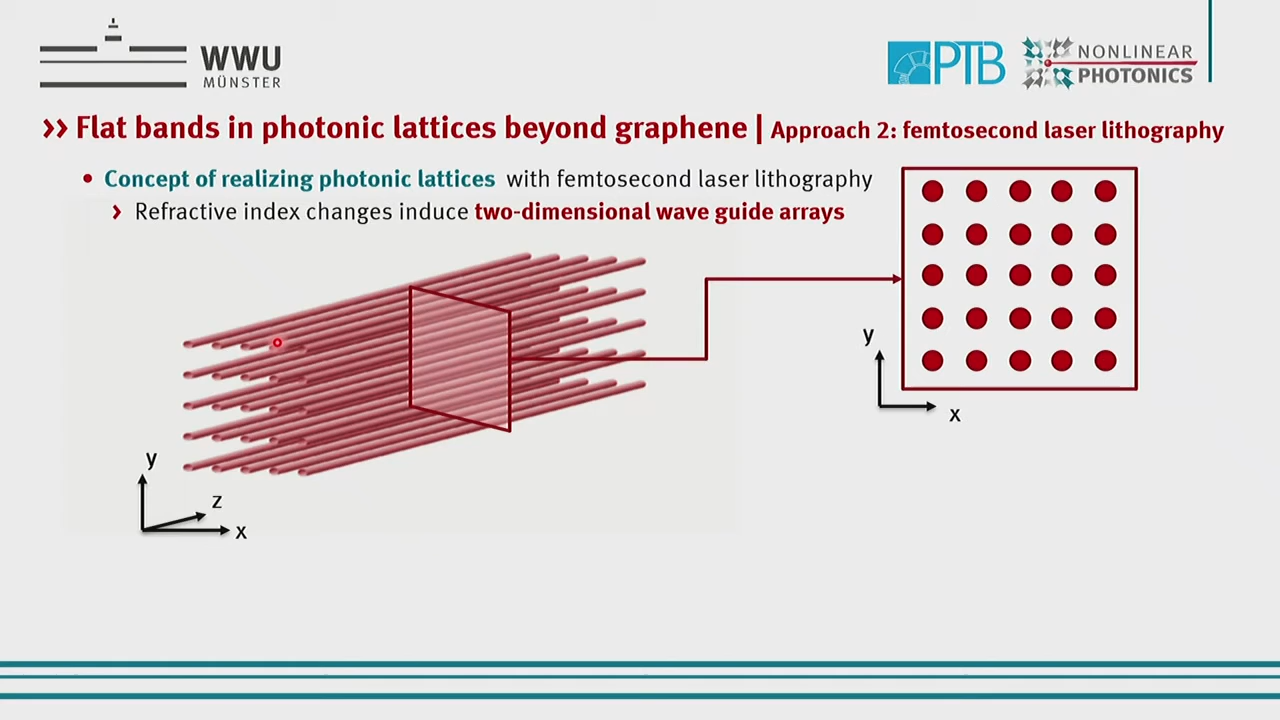 WWU
MÜNSTER
PTB
NONLINEAR
PHOTONICS
›› Flat bands in photonic lattices beyond graphene | Approach 2: femtosecond laser lithography
• Concept of realizing photonic lattices with femtosecond laser lithography
› Refractive index changes induce two-dimensional wave guide arrays
y
x
y
z
x